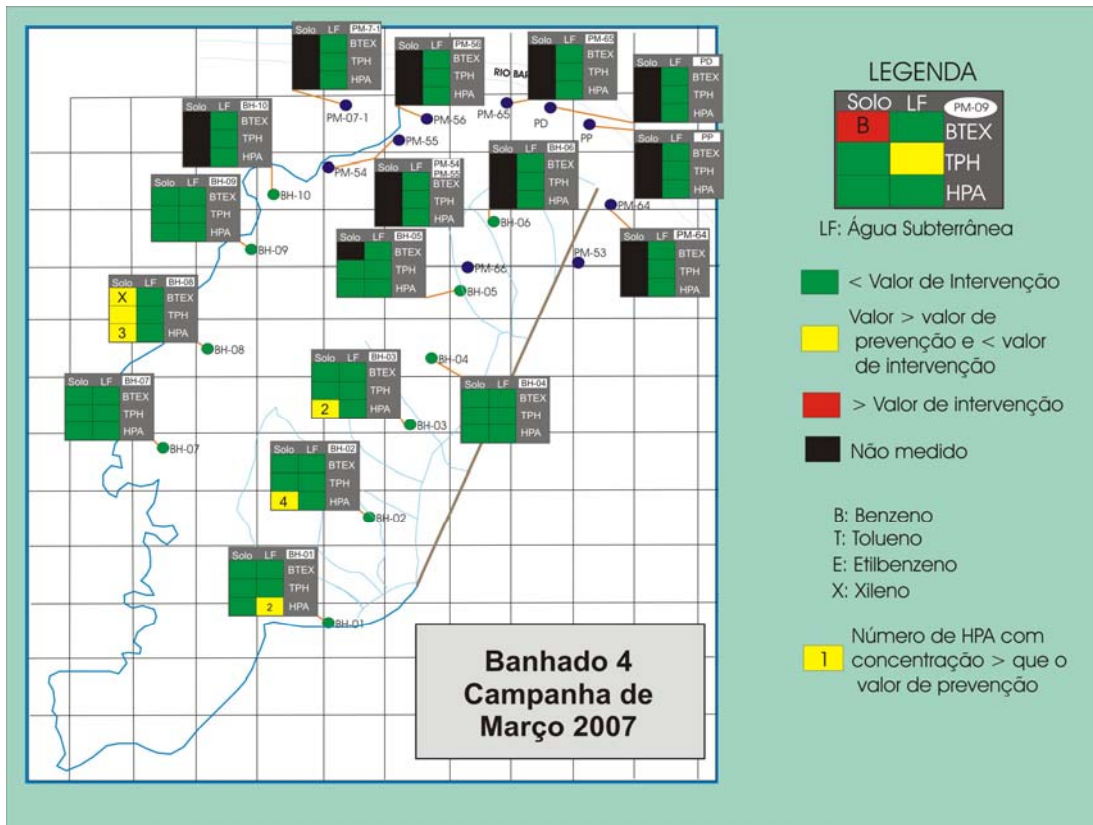 Solo LF PM-7-1
BTEX
TPH
HPA
PM-07-1
Solo LF PM-56
BTEX
TPH
HPA
PM-56
Solo LF PM-65
BTEX
TPH
HPA
PM-65
RIO BAR
Solo LF PD
BTEX
TPH
HPA
PD
Solo LF PP
BTEX
TPH
HPA
PP
Solo LF BH-10
BTEX
TPH
HPA
BH-10
PM-55
PM-54
Solo LF PM-54
PM-55
BTEX
TPH
HPA
Solo LF BH-06
BTEX
TPH
HPA
BH-06
Solo LF BH-09
BTEX
TPH
HPA
BH-09
PM-64
Solo LF PM-64
BTEX
TPH
HPA
PM-53
PM-66
Solo LF BH-05
BTEX
TPH
HPA
BH-05
Solo LF BH-08
X BTEX
TPH
3 HPA
BH-08
BH-04
Solo LF BH-04
BTEX
TPH
HPA
Solo LF BH-03
BTEX
TPH
2 HPA
BH-03
Solo LF BH-07
BTEX
TPH
HPA
BH-07
Solo LF BH-02
BTEX
TPH
4 HPA
BH-02
Solo LF BH-01
BTEX
TPH
2 HPA
BH-01
Banhado 4
Campanha de
Março 2007
LEGENDA
Solo LF PM-09
B BTEX
TPH
HPA
LF: Água Subterrânea
< Valor de Intervenção
Valor > valor de
prevenção e < valor
de intervenção
> Valor de intervenção
Não medido
B: Benzeno
T: Tolueno
E: Etilbenzeno
X: Xileno
1
Número de HPA com
concentração > que o
valor de prevenção